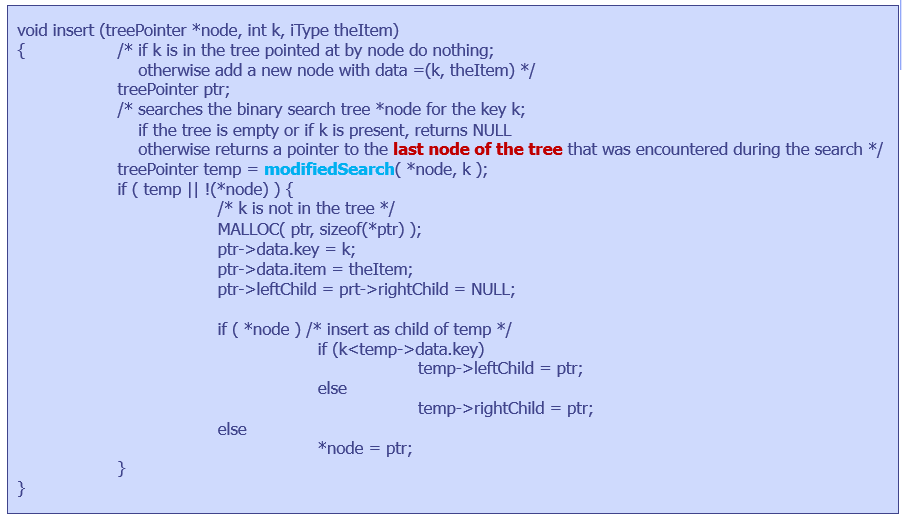 void insert (treePointer *node, int k, iType theItem)
{ /* if k is in the tree pointed at by node do nothing;
otherwise add a new node with data =(k, theItem) */
treePointer ptr;
/* searches the binary search tree *node for the key k;
if the tree is empty or if k is present, returns NULL
otherwise returns a pointer to the last node of the tree that was encountered during the search */
treePointer temp = modifiedSearch( *node, k );
if ( temp || !(*node) ) {
/* k is not in the tree */
MALLOC( ptr, sizeof(*ptr) );
ptr->data.key = k;
ptr->data.item = theItem;
ptr->leftChild = prt->rightChild = NULL;
if ( *node ) /* insert as child of temp */
if (k<temp->data.key)
temp->leftChild = ptr;
else
temp->rightChild = ptr;
else
*node = ptr;
}
}